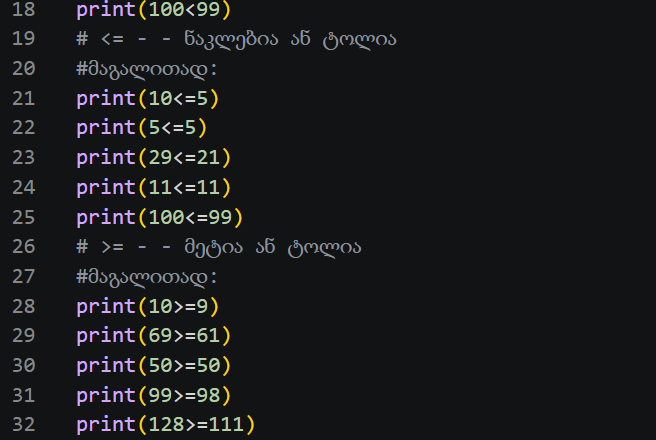 18 print(100<99)
19 # <= - - ნაკლებია ან ტოლია
20 #მაგალითად:
21 print(10<=5)
22 print(5<=5)
23 print(29<=21)
24 print(11<=11)
25 print(100<=99)
26 # >= - - მეტია ან ტოლია
27 #მაგალითად:
28 print(10>=9)
29 print(69>=61)
30 print(50>=50)
31 print(99>=98)
32 print(128>=111)